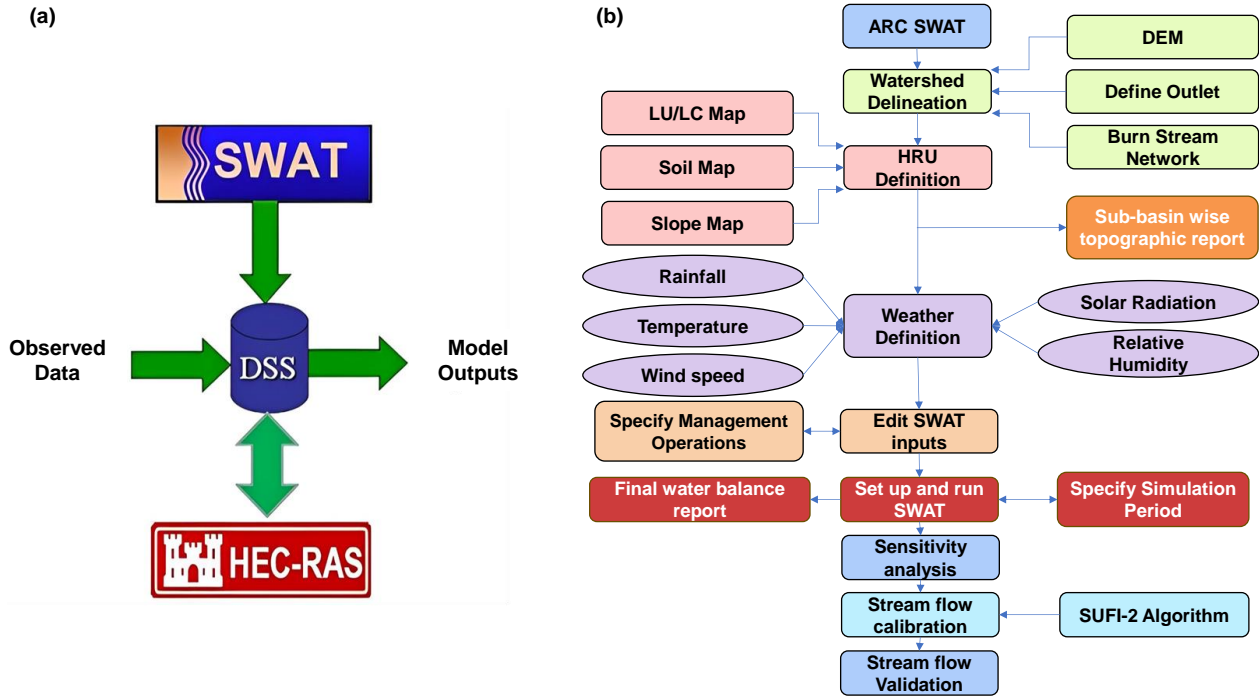 (a)
SWAT
Observed
Data
DSS
Model
Outputs
HEC-RAS
(b)
ARC SWAT
DEM
Watershed
Delineation
Define Outlet
LU/LC Map
Burn Stream
Network
HRU
Definition
Soil Map
Slope Map
Sub-basin wise
topographic report
Rainfall
Temperature
Wind speed
Weather
Definition
Solar Radiation
Relative
Humidity
Specify Management
Operations
Edit SWAT
inputs
Final water balance
report
Set up and run
SWAT
Specify Simulation
Period
Sensitivity
analysis
Stream flow
calibration
SUFI-2 Algorithm
Stream flow
Validation